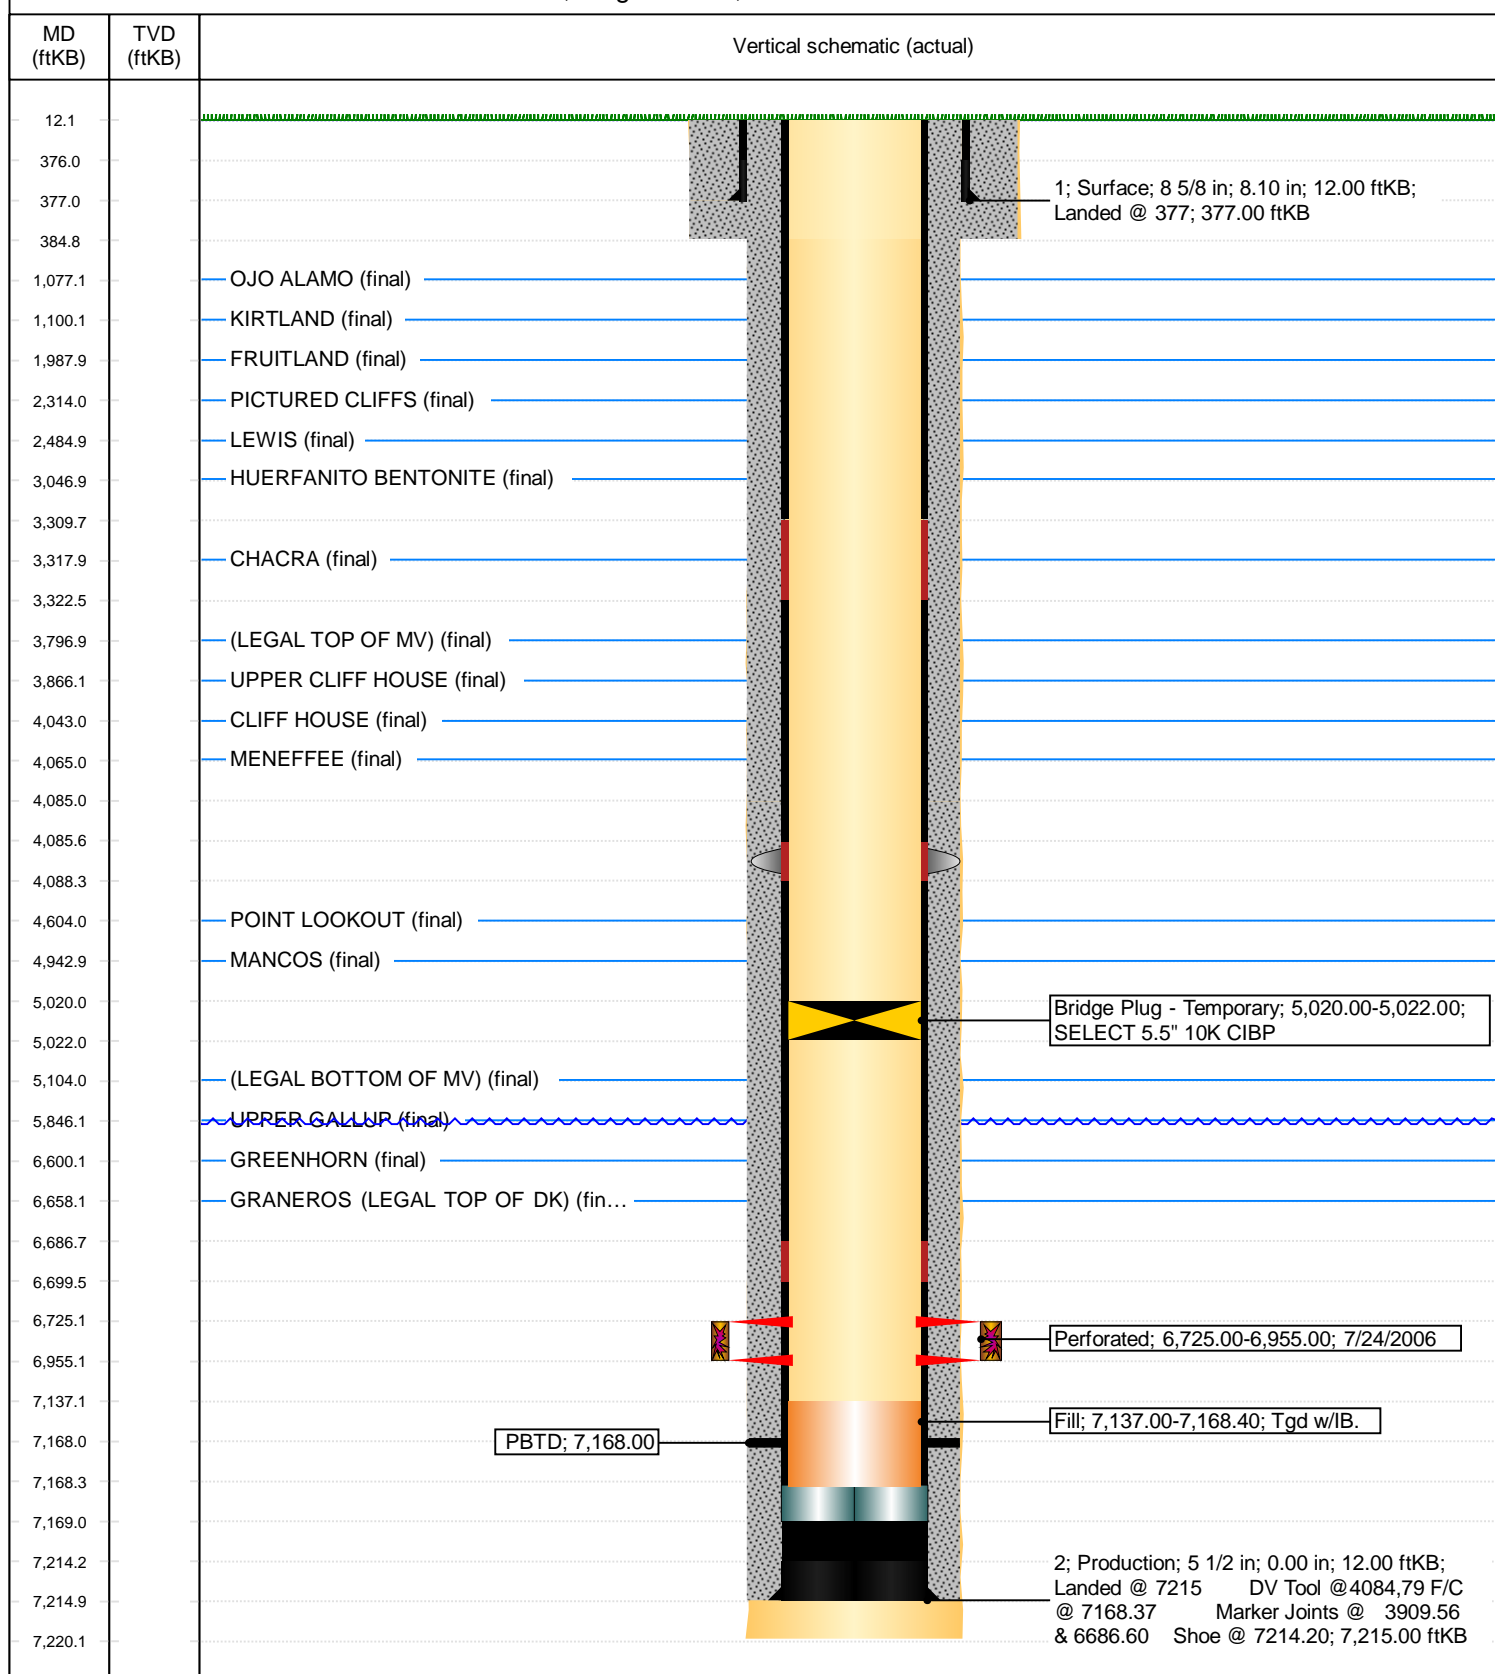 MD
(ftKB)
TVD
(ftKB)
Vertical schematic (actual)
12.1
376.0
377.0
1; Surface; 8 5/8 in; 8.10 in; 12.00 ftKB;
Landed @ 377; 377.00 ftKB
384.8
1,077.1
OJO ALAMO (final)
1,100.1
KIRTLAND (final)
1,987.9
FRUITLAND (final)
2,314.0
PICTURED CLIFFS (final)
2,484.9
LEWIS (final)
3,046.9
HUERFANITO BENTONITE (final)
3,309.7
3,317.9
CHACRA (final)
3,322.5
3,796.9
(LEGAL TOP OF MV) (final)
3,866.1
UPPER CLIFF HOUSE (final)
4,043.0
CLIFF HOUSE (final)
4,065.0
MENEFFEE (final)
4,085.0
4,085.6
4,088.3
4,604.0
POINT LOOKOUT (final)
4,942.9
MANCOS (final)
5,020.0
Bridge Plug - Temporary; 5,020.00-5,022.00;
SELECT 5.5" 10K CIBP
5,022.0
5,104.0
(LEGAL BOTTOM OF MV) (final)
5,846.1
UPPER GALLUP (final)
6,600.1
GREENHORN (final)
6,658.1
GRANEROS (LEGAL TOP OF DK) (fin...
6,686.7
6,699.5
6,725.1
Perforated; 6,725.00-6,955.00; 7/24/2006
6,955.1
7,137.1
Fill; 7,137.00-7,168.40; Tgd w/IB.
7,168.0
PBTD; 7,168.00
7,168.3
7,169.0
7,214.2
2; Production; 5 1/2 in; 0.00 in; 12.00 ftKB;
Landed @ 7215 DV Tool @4084,79 F/C
@ 7168.37 Marker Joints @ 3909.56
& 6686.60 Shoe @ 7214.20; 7,215.00 ftKB
7,214.9
7,220.1